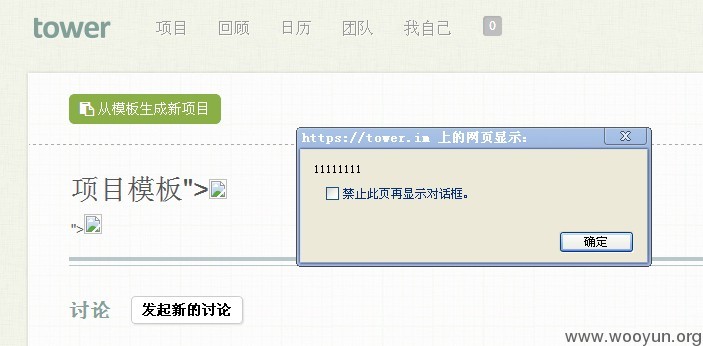 tower 项目 回顾 日历 团队 我自己 0
从模板生成新项目
https://tower.im 上的网页显示:
11111111
禁止此页再显示对话框。
确定
项目模板">
">
讨论 发起新的讨论
www.wooyun.org